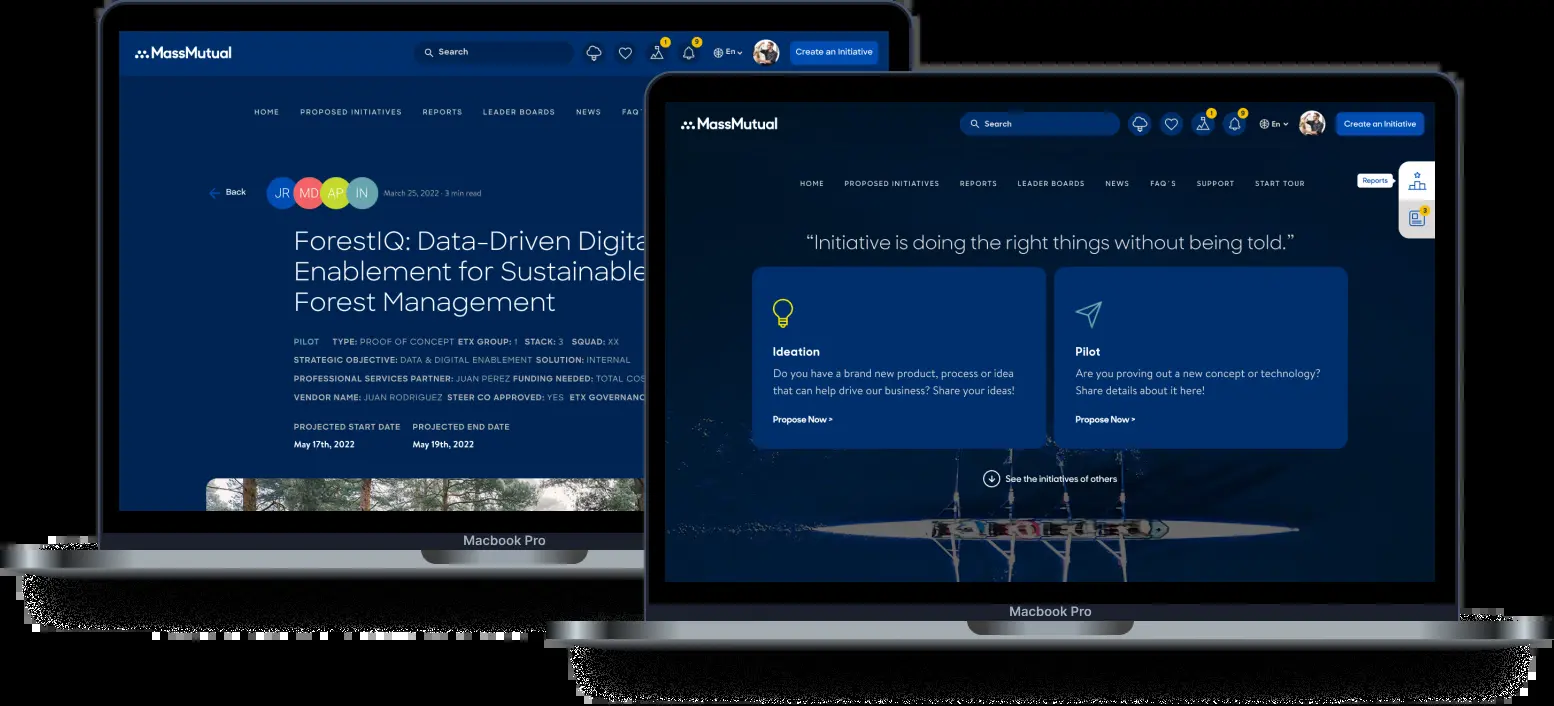 MassMutual
Search
1
9
En
Create an Initiative
HOME PROPOSED INITIATIVES REPORTS LEADER BOARDS NEWS FAQ´
Back
JR MD AP IN
March 25, 2022 · 3 min read
ForestIQ: Data-Driven Digita
Enablement for Sustainable
Forest Management
PILOT TYPE: PROOF OF CONCEPT ETX GROUP: 1 STACK: 3 SQUAD: XX
STRATEGIC OBJECTIVE: DATA & DIGITAL ENABLEMENT SOLUTION: INTERNAL
PROFESSIONAL SERVICES PARTNER: JUAN PEREZ FUNDING NEEDED: TOTAL COS
VENDOR NAME: JUAN RODRIGUEZ STEER CO APPROVED: YES ETX GOVERNANC
PROJECTED START DATE PROJECTED END DATE
May 17th, 2022 May 19th, 2022
Macbook Pro
MassMutual
Search
1
9
En
Create an Initiative
HOME PROPOSED INITIATIVES REPORTS LEADER BOARDS NEWS FAQ´S SUPPORT START TOUR
Reports
3
“Initiative is doing the right things without being told.”
Ideation
Do you have a brand new product, process or idea
that can help drive our business? Share your ideas!
Propose Now >
Pilot
Are you proving out a new concept or technology?
Share details about it here!
Propose Now >
See the initiatives of others
Macbook Pro